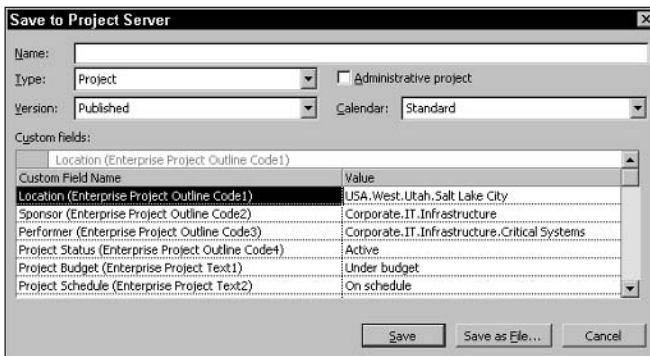 Save to Project Server
Name:
Type: Project Administrative project
Version: Published Calendar: Standard
Custom fields:
Location (Enterprise Project Outline Code1)
Custom Field Name Value
Location (Enterprise Project Outline Code1) USA.West.Utah.Salt Lake City
Sponsor (Enterprise Project Outline Code2) Corporate.IT.Infrastructure
Performer (Enterprise Project Outline Code3) Corporate.IT.Infrastructure.Critical Systems
Project Status (Enterprise Project Outline Code4) Active
Project Budget (Enterprise Project Text1) Under budget
Project Schedule (Enterprise Project Text2) On schedule
Save Save as File... Cancel